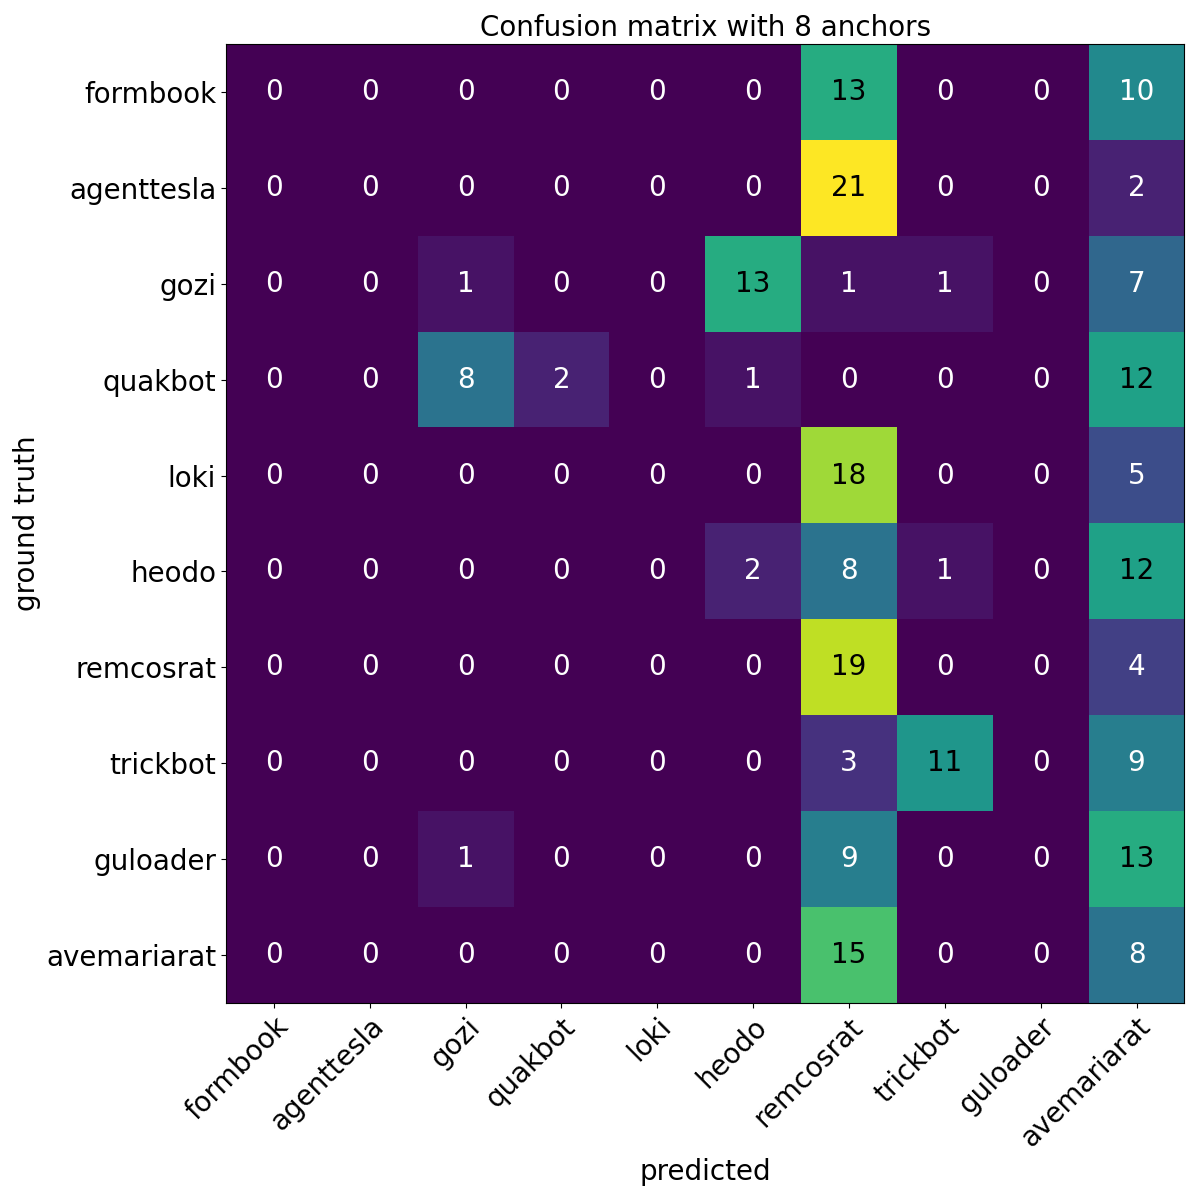 Confusion matrix with 8 anchors
formbook 0 0 0 0 0 0 13 0 0 10
agenttesla 0 0 0 0 0 0 21 0 0 2
gozi 0 0 1 0 0 13 1 1 0 7
quakbot 0 0 8 2 0 1 0 0 0 12
loki 0 0 0 0 0 0 18 0 0 5
heodo 0 0 0 0 0 2 8 1 0 12
remcosrat 0 0 0 0 0 0 19 0 0 4
trickbot 0 0 0 0 0 0 3 11 0 9
guloader 0 0 1 0 0 0 9 0 0 13
avemariarat 0 0 0 0 0 0 15 0 0 8
ground truth
formbook agenttesla gozi quakbot loki heodo remcosrat trickbot guloader avemariarat
predicted